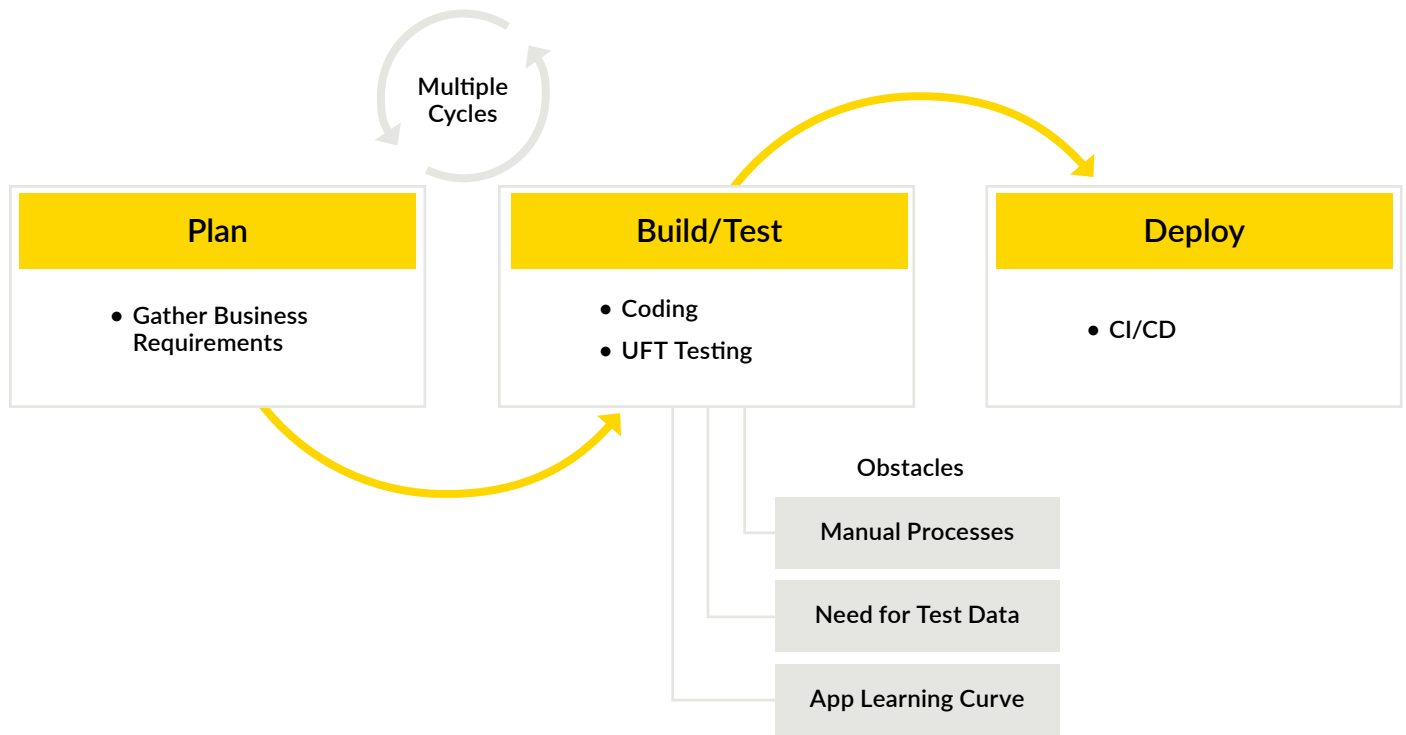 Multiple
Cycles
Plan
Build/Test
Deploy
• Gather Business
Requirements
• Coding
• UFT Testing
• CI/CD
Obstacles
Manual Processes
Need for Test Data
App Learning Curve